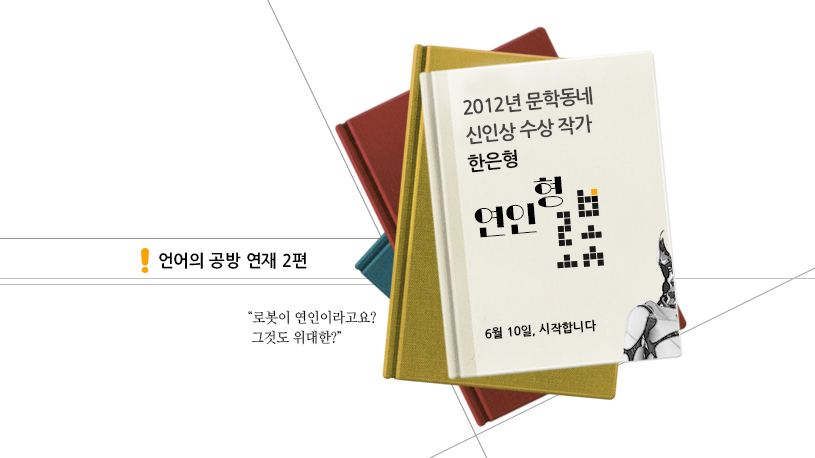 2012년 문학동네
신인상 수상 작가
한은형
연인형
로봇
! 언어의 공방 연재 2편
“로봇이 연인이라고요?
그것도 위대한?”
6월 10일, 시작합니다